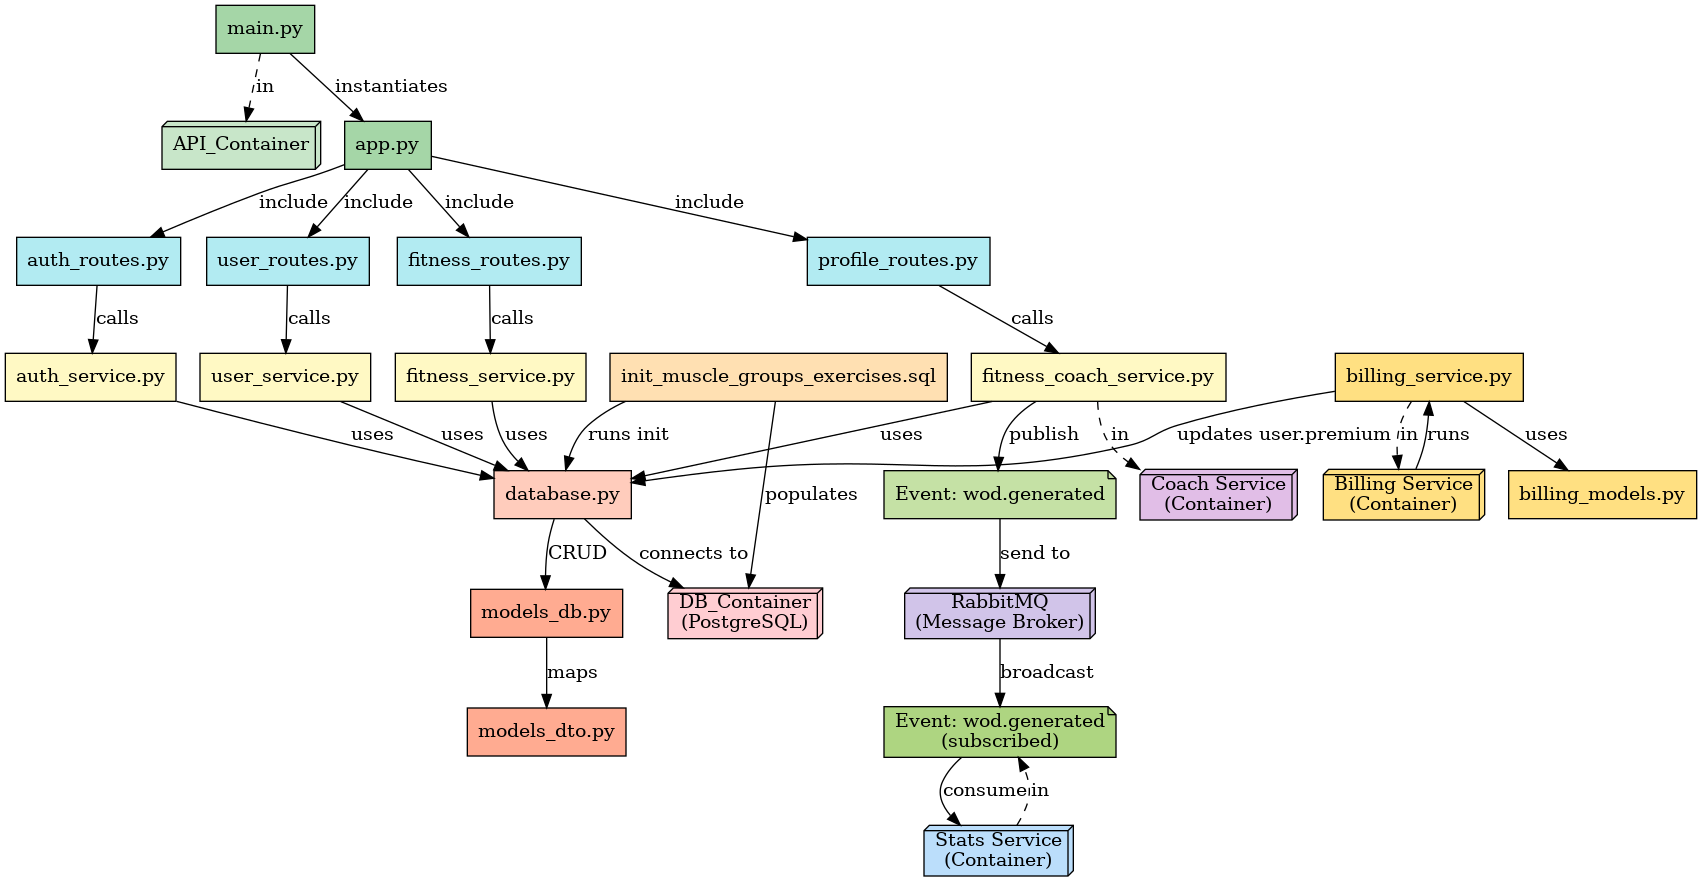 main.py
in
instantiates
API_Container
app.py
include
include
include
include
auth_routes.py
user_routes.py
fitness_routes.py
profile_routes.py
calls
calls
calls
calls
auth_service.py
user_service.py
fitness_service.py
init_muscle_groups_exercises.sql
fitness_coach_service.py
billing_service.py
uses
uses
uses
runs init
uses
publish
in
updates user.premium
in
runs
uses
database.py
populates
Event: wod.generated
Coach Service
(Container)
Billing Service
(Container)
billing_models.py
CRUD
connects to
send to
models_db.py
DB_Container
(PostgreSQL)
RabbitMQ
(Message Broker)
maps
broadcast
models_dto.py
Event: wod.generated
(subscribed)
consume
in
Stats Service
(Container)